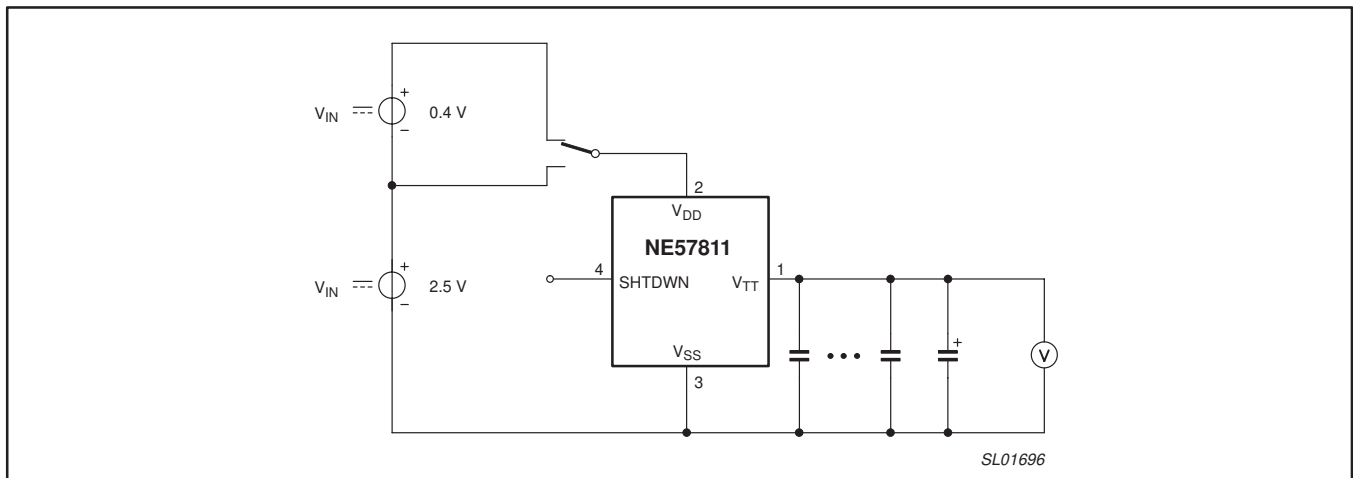 V_IN + 0.4 V
−
2
V_DD
NE57811
V_IN + 2.5 V
−
4 SHTDWN V_TT 1
V_SS
3
+
V
SL01696